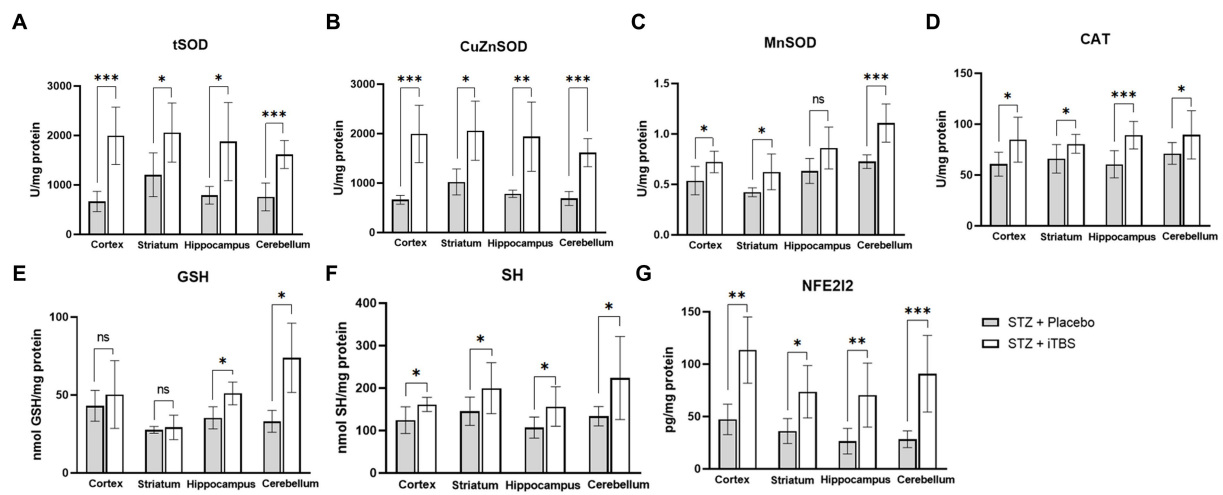 A
tSOD
U/mg protein
3000
2000
1000
0
***
*
*
***
Cortex Striatum Hippocampus Cerebellum
B
CuZnSOD
U/mg protein
3000
2000
1000
0
***
*
**
***
Cortex Striatum Hippocampus Cerebellum
C
MnSOD
U/mg protein
1.5
1.0
0.5
0.0
*
*
ns
***
Cortex Striatum Hippocampus Cerebellum
D
CAT
U/mg protein
150
100
50
0
*
*
***
*
Cortex Striatum Hippocampus Cerebellum
E
GSH
nmol GSH/mg protein
100
50
0
ns
ns
*
*
Cortex Striatum Hippocampus Cerebellum
F
SH
nmol SH/mg protein
400
300
200
100
0
*
*
*
*
Cortex Striatum Hippocampus Cerebellum
G
NFE2I2
pg/mg protein
150
100
50
0
**
*
**
***
Cortex Striatum Hippocampus Cerebellum
STZ + Placebo
STZ + iTBS